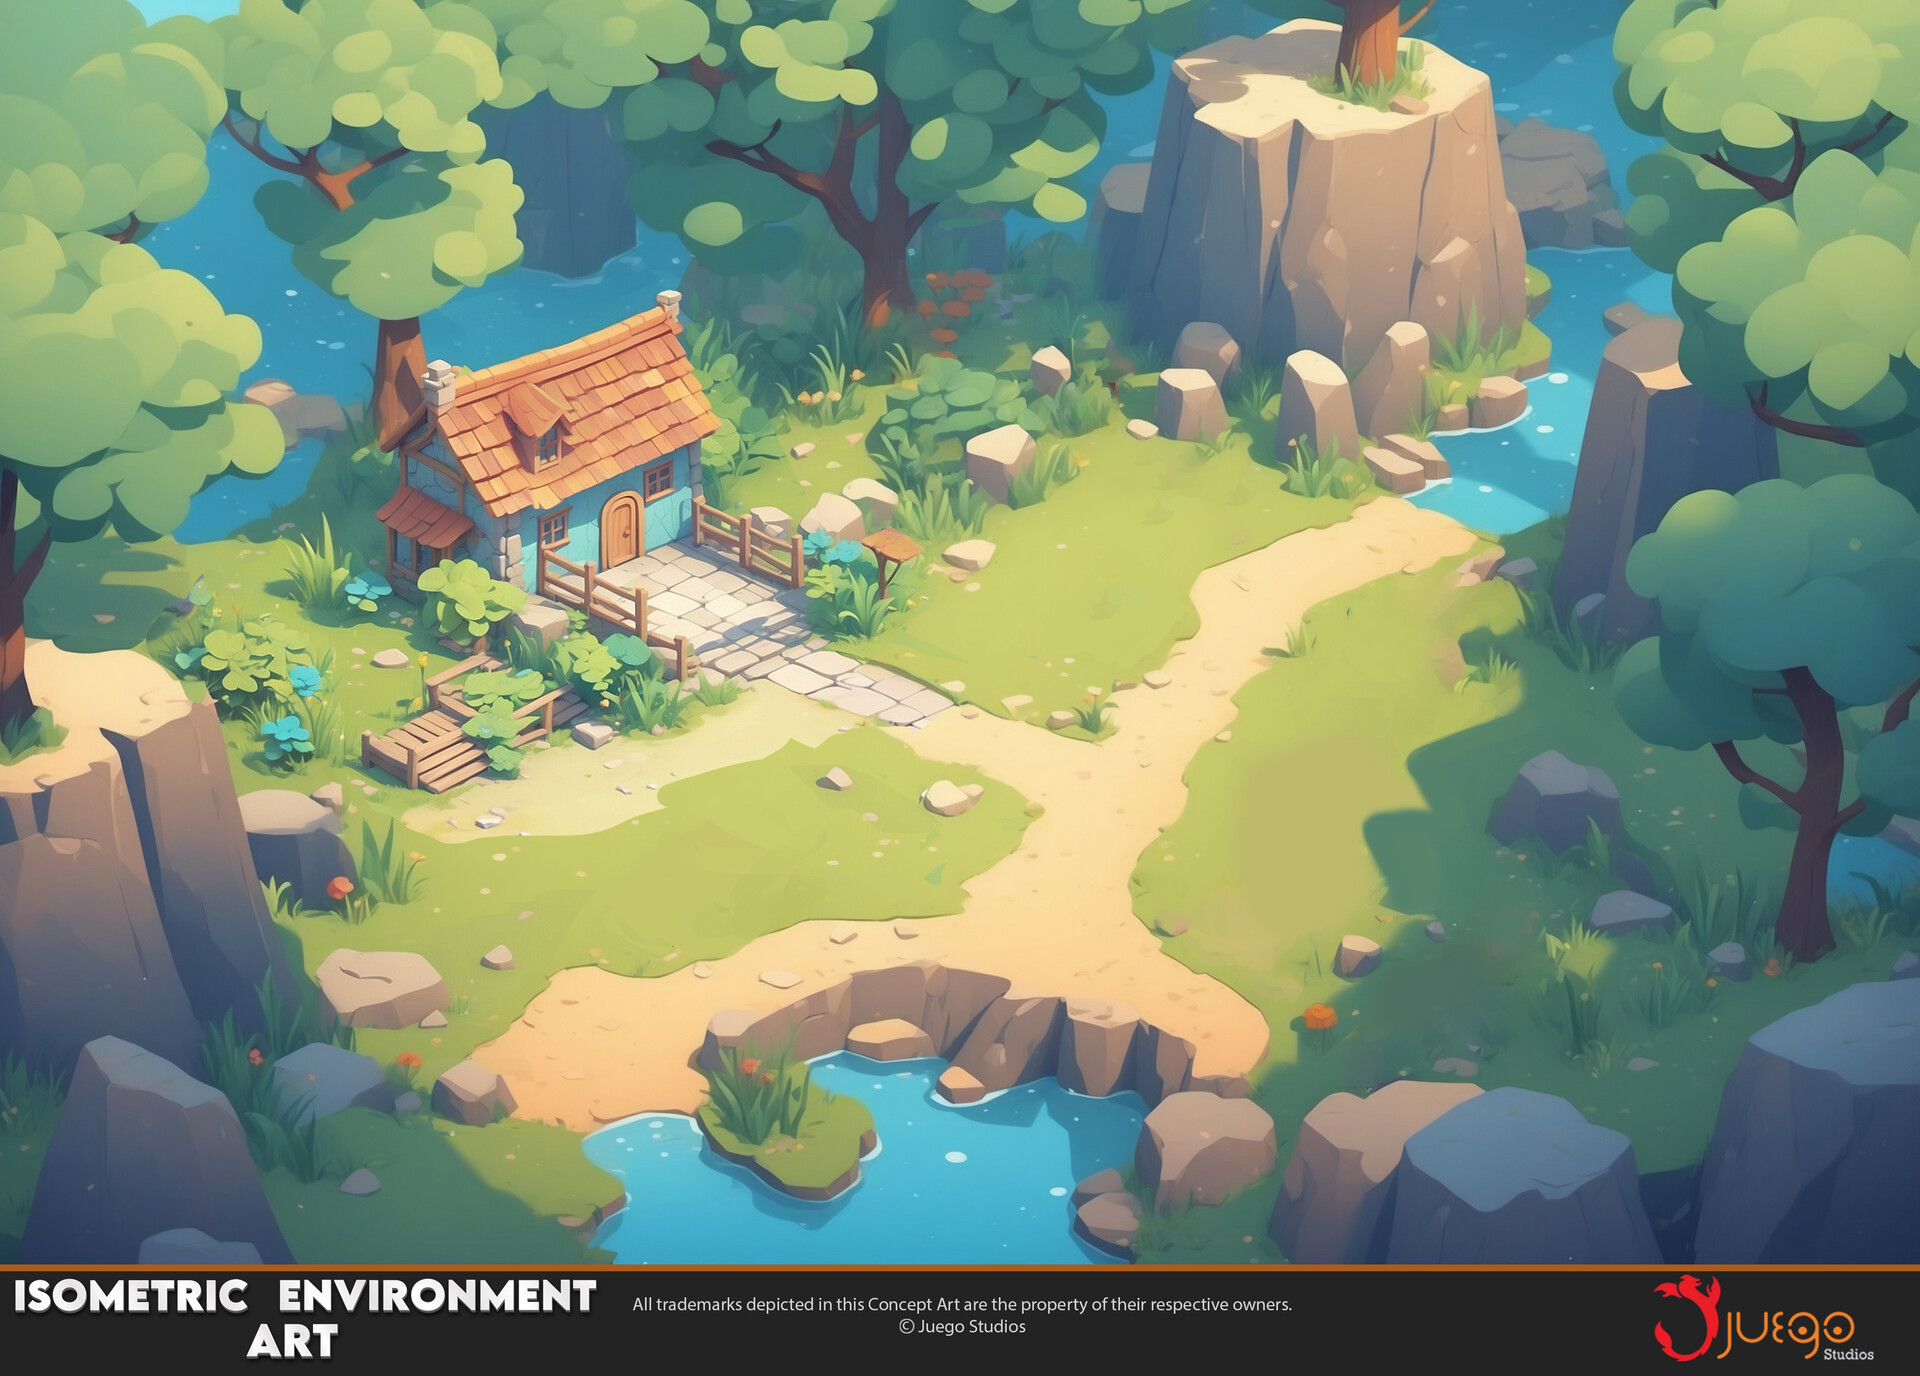 ISOMETRIC ENVIRONMENT
ART
All trademarks depicted in this Concept Art are the property of their respective owners.
© Juego Studios
juego
Studios